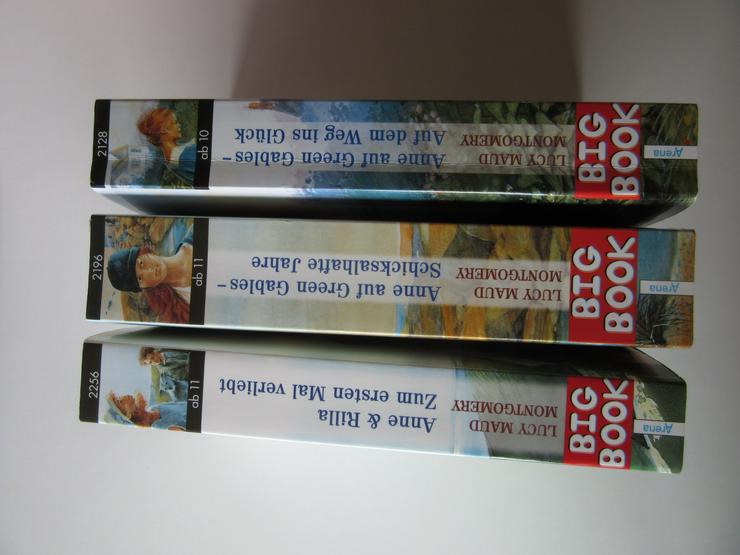 2128
ab 10
Anne auf Green Gables –
Auf dem Weg ins Glück
LUCY MAUD
MONTGOMERY
BIG
BOOK
Arena
2196
ab 11
Anne auf Green Gables –
Schicksalhafte Jahre
LUCY MAUD
MONTGOMERY
BIG
BOOK
Arena
2256
ab 11
Anne & Rilla
Zum ersten Mal verliebt
LUCY MAUD
MONTGOMERY
BIG
BOOK
Arena